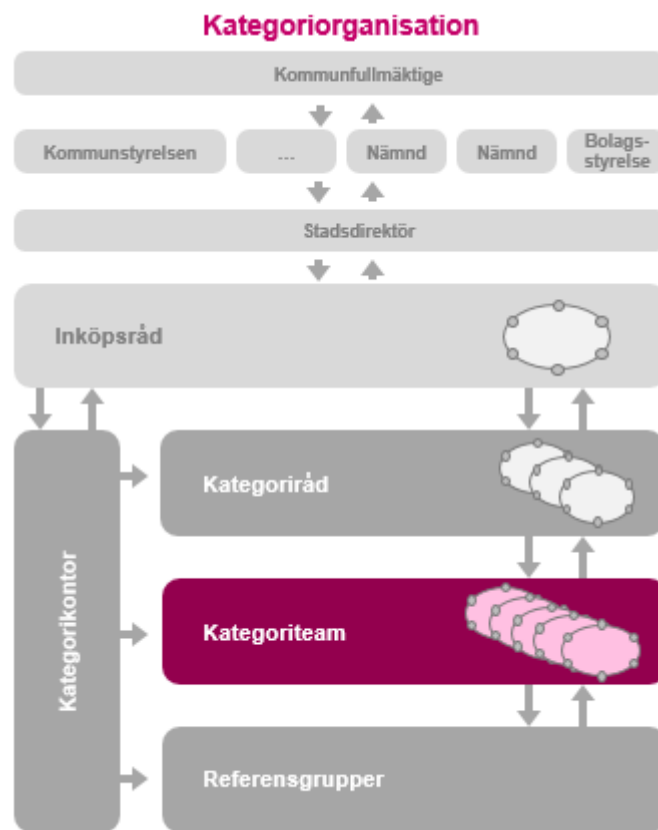 Kategoriorganisation
Kommunfullmäktige
Kommunstyrelsen
...
Nämnd
Nämnd
Bolags-
styrelse
Stadsdirektör
Inköpsråd
Kategorikontor
Kategoriråd
Kategoriteam
Referensgrupper